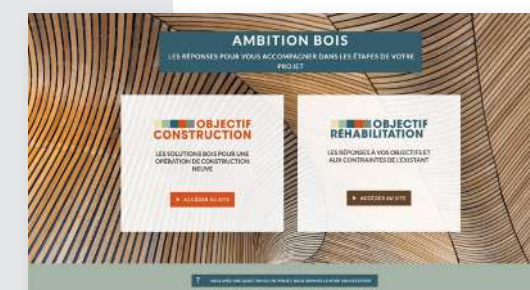 AMBITION BOIS
LES RÉPONSES POUR VOUS ACCOMPAGNER DANS LES ÉTAPES DE VOTRE
PROJET
OBJECTIF
CONSTRUCTION
LES SOLUTIONS BOIS POUR UNE
OPÉRATION DE CONSTRUCTION
NEUVE
ACCÉDER AU SITE
OBJECTIF
RÉHABILITATION
LES RÉPONSES À VOS OBJECTIFS ET
AUX CONTRAINTES DE L'EXISTANT
ACCÉDER AU SITE
?